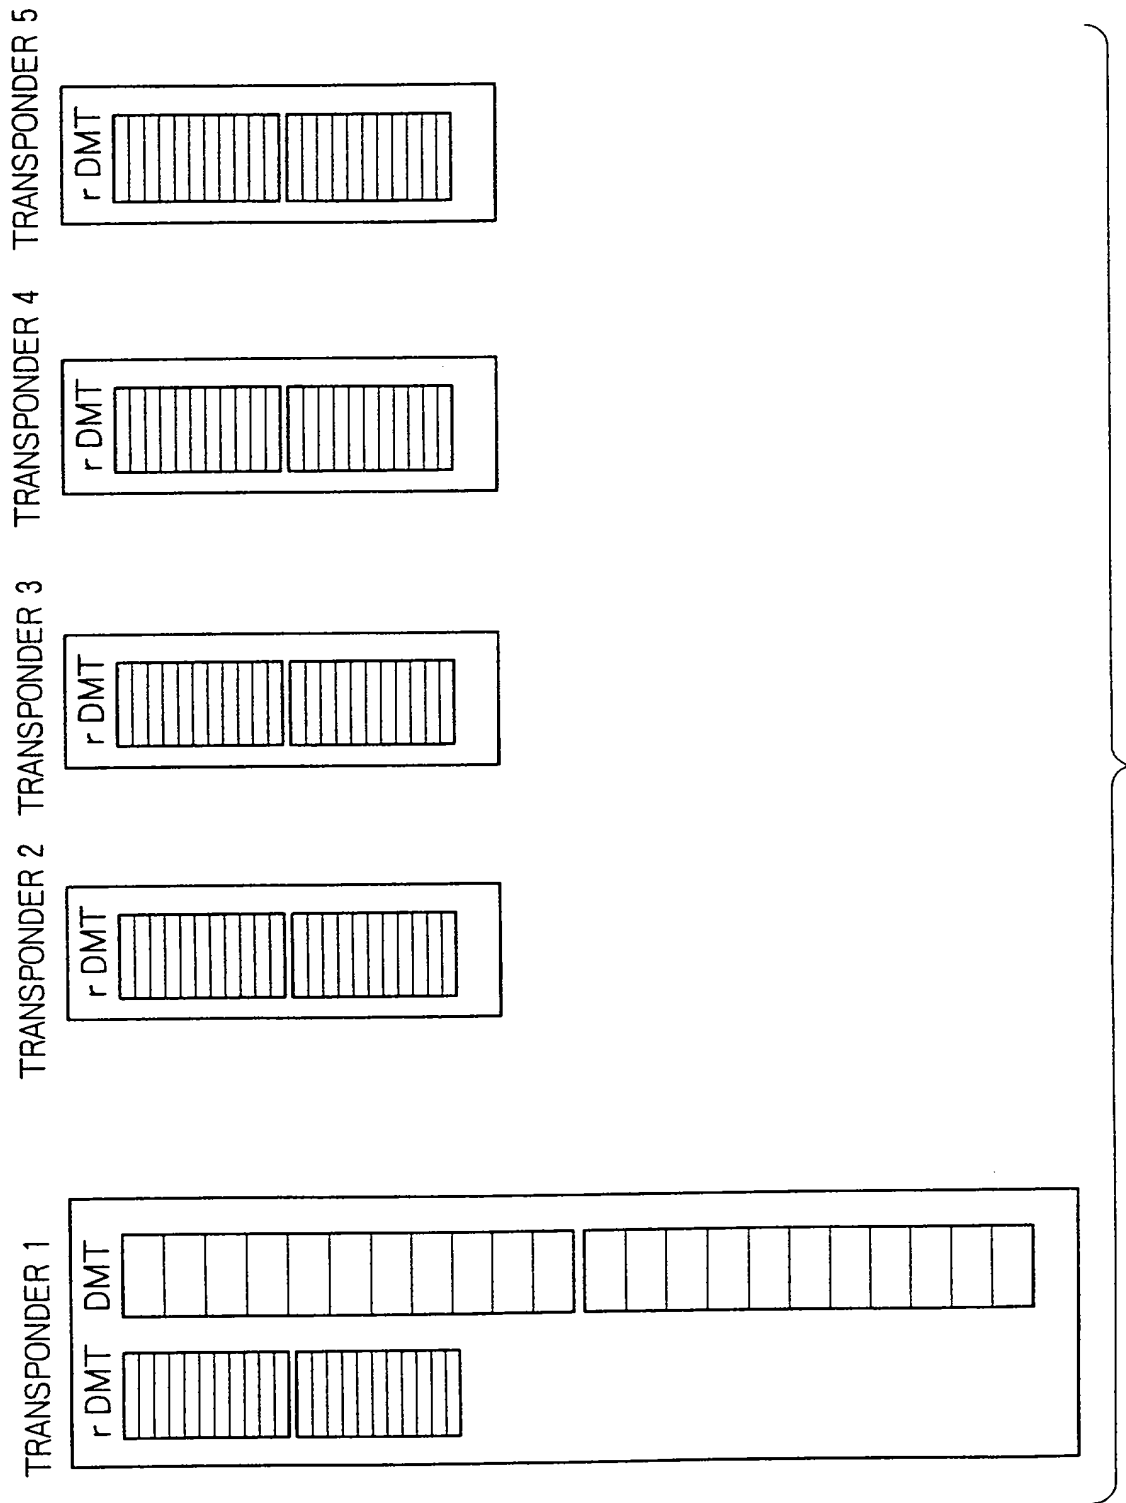 TRANSPONDER 1
r DMT
DMT
TRANSPONDER 2
r DMT
TRANSPONDER 3
r DMT
TRANSPONDER 4
r DMT
TRANSPONDER 5
r DMT